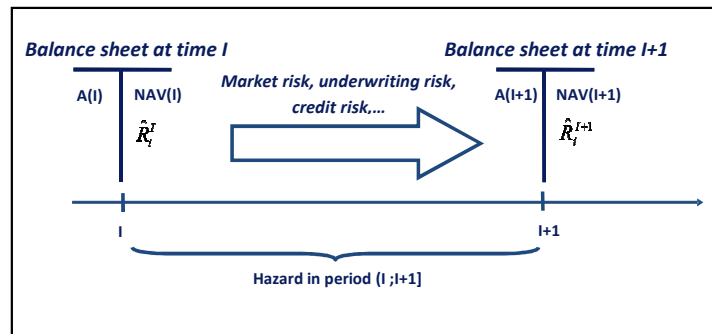 Balance sheet at time I
Balance sheet at time I+1
Market risk, underwriting risk,
credit risk,...
A(I) NAV(I)
A(I+1) NAV(I+1)
R̂ᵢᴵ
R̂ᵢᴵ⁺¹
I
I+1
Hazard in period (I ;I+1]